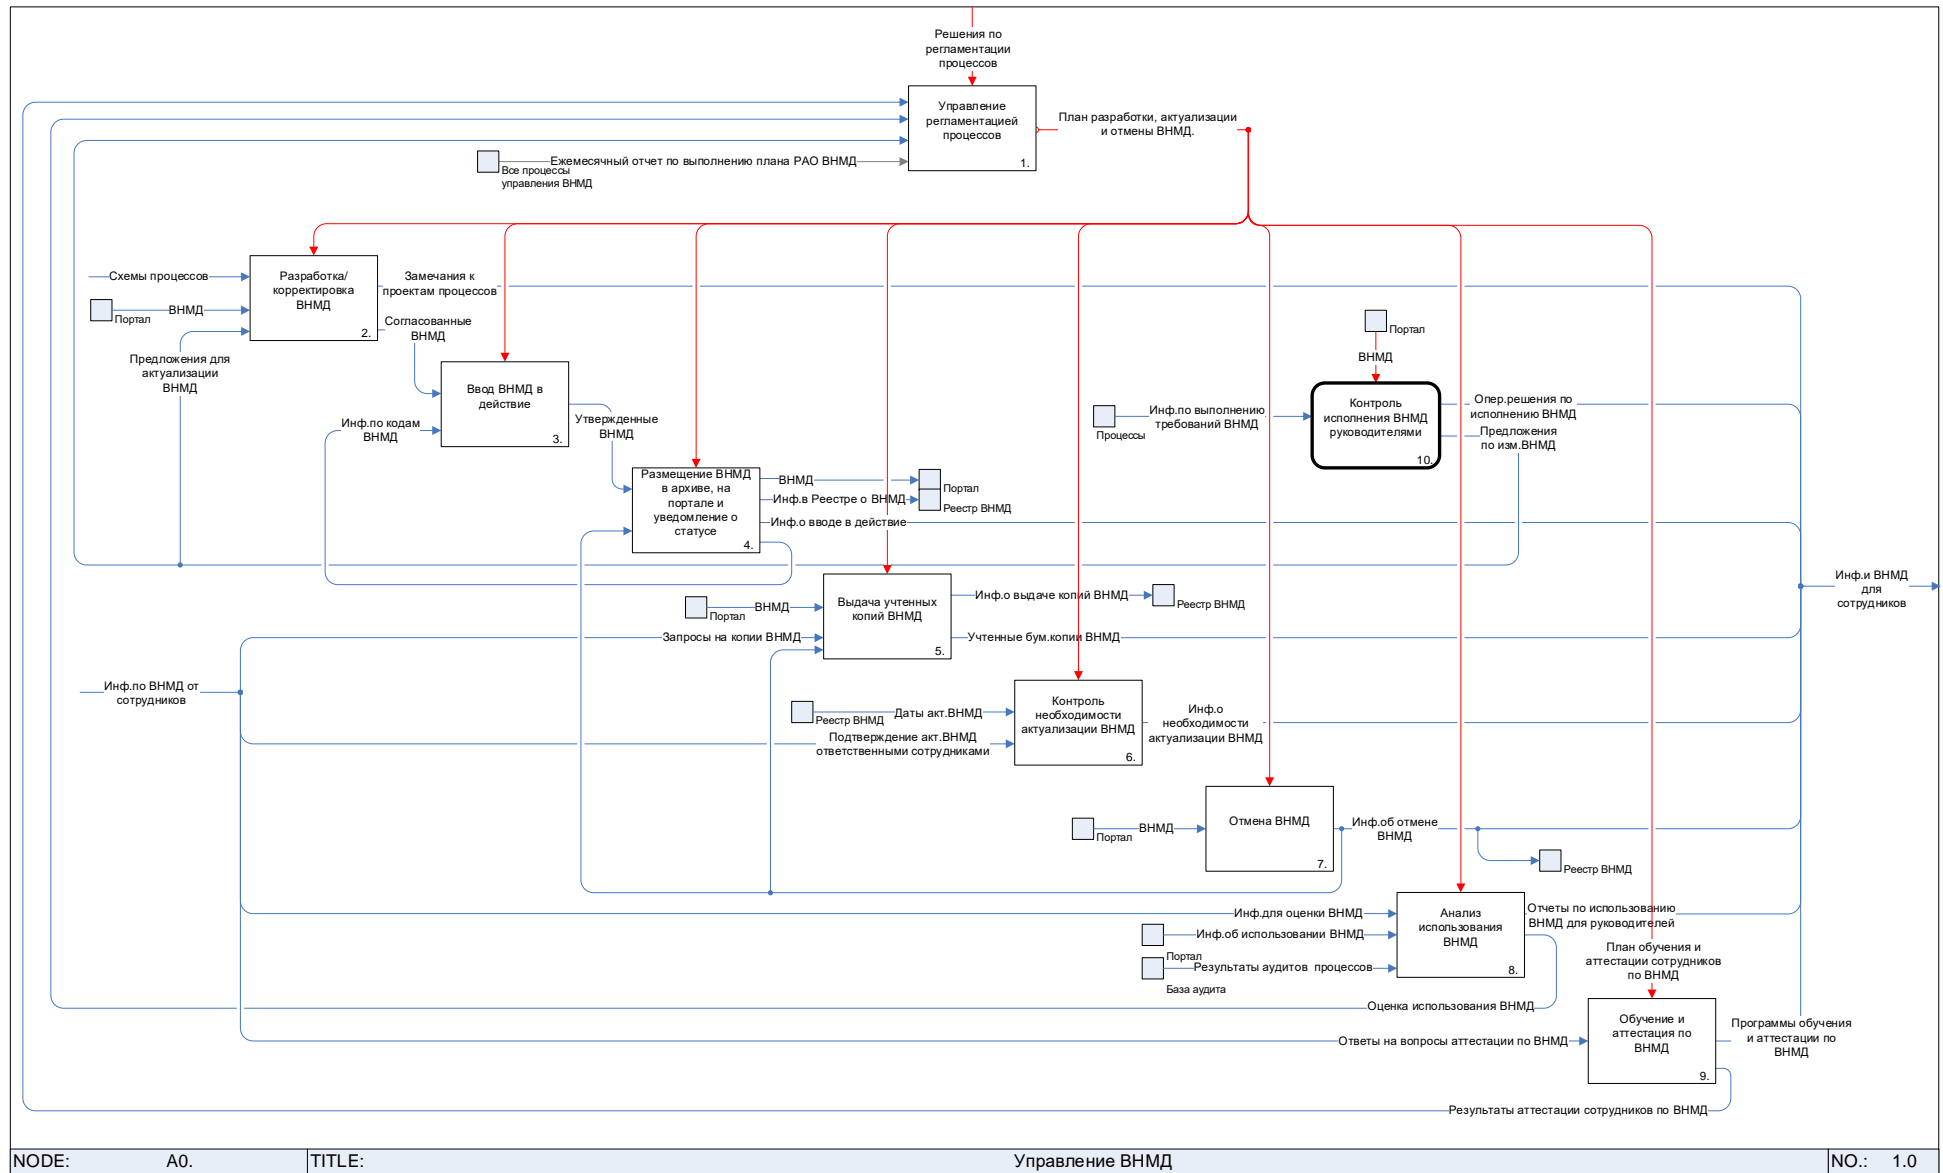 Решения по
регламентации
процессов
Управление
регламентацией
процессов
1.
План разработки, актуализации
и отмены ВНМД.
Ежемесячный отчет по выполнению плана РАО ВНМД
Все процессы
управления ВНМД
Схемы процессов
ВНМД
Портал
Разработка/
корректировка
ВНМД
2.
Замечания к
проектам процессов
Согласованные
ВНМД
Предложения для
актуализации
ВНМД
Портал
ВНМД
Ввод ВНМД в
действие
3.
Инф.по кодам
ВНМД
Утвержденные
ВНМД
Инф.по выполнению
требований ВНМД
Процессы
Контроль
исполнения ВНМД
руководителями
10.
Опер.решения по
исполнению ВНМД
Предложения
по изм.ВНМД
Размещение ВНМД
в архиве, на
портале и
уведомление о
статусе
4.
ВНМД
Портал
Инф.в Реестре о ВНМД
Реестр ВНМД
Инф.о вводе в действие
Выдача учтенных
копий ВНМД
5.
ВНМД
Портал
Запросы на копии ВНМД
Инф.о выдаче копий ВНМД
Реестр ВНМД
Учтенные бум.копии ВНМД
Инф.и ВНМД
для
сотрудников
Инф.по ВНМД от
сотрудников
Реестр ВНМД
Даты акт.ВНМД
Подтверждение акт.ВНМД
ответственными сотрудниками
Контроль
необходимости
актуализации ВНМД
6.
Инф.о
необходимости
актуализации ВНМД
ВНМД
Портал
Отмена ВНМД
7.
Инф.об отмене
ВНМД
Реестр ВНМД
Инф.для оценки ВНМД
Инф.об использовании ВНМД
Портал
Результаты аудитов процессов
База аудита
Анализ
использования
ВНМД
8.
Отчеты по использованию
ВНМД для руководителей
План обучения и
аттестации сотрудников
по ВНМД
Оценка использования ВНМД
Ответы на вопросы аттестации по ВНМД
Обучение и
аттестация по
ВНМД
9.
Программы обучения
и аттестации по
ВНМД
Результаты аттестации сотрудников по ВНМД
NODE: A0. TITLE: Управление ВНМД NO.: 1.0